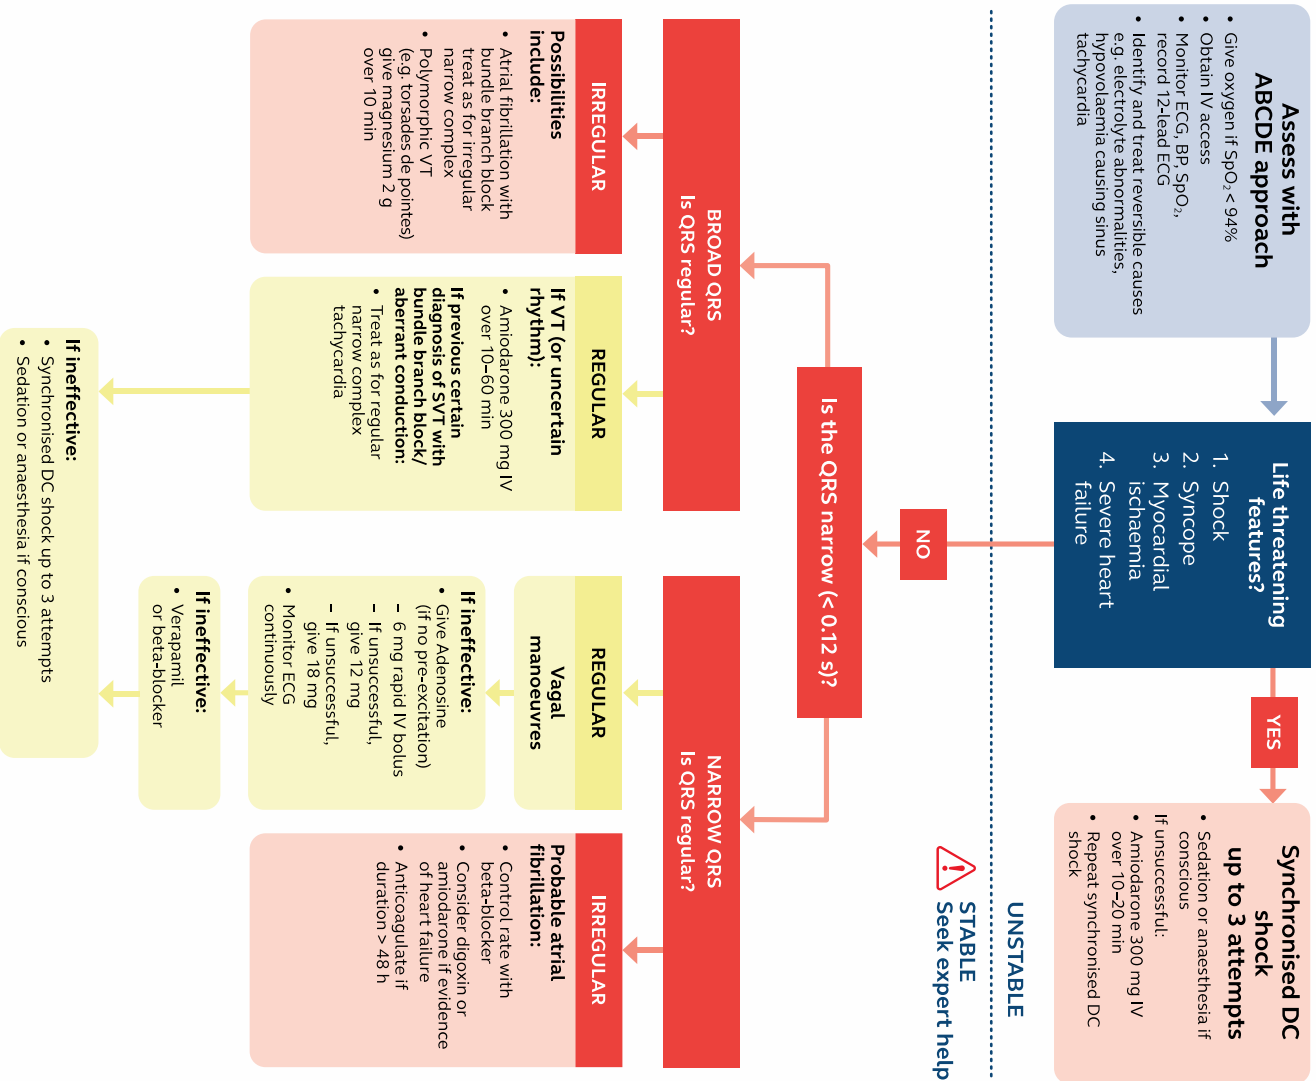 Assess with
ABCDE approach
• Give oxygen if SpO₂ < 94%
• Obtain IV access
• Monitor ECG, BP, SpO₂,
record 12-lead ECG
• Identify and treat reversible causes
e.g. electrolyte abnormalities,
hypovolaemia causing sinus
tachycardia
Life threatening
features?
1. Shock
2. Syncope
3. Myocardial
ischaemia
4. Severe heart
failure
YES
Synchronised DC
shock
up to 3 attempts
• Sedation or anaesthesia if
conscious
If unsuccessful:
• Amiodarone 300 mg IV
over 10–20 min
• Repeat synchronised DC
shock
UNSTABLE
STABLE
Seek expert help
NO
Is the QRS narrow (< 0.12 s)?
BROAD QRS
Is QRS regular?
NARROW QRS
Is QRS regular?
IRREGULAR
Possibilities
include:
• Atrial fibrillation with
bundle branch block
treat as for irregular
narrow complex
• Polymorphic VT
(e.g. torsades de pointes)
give magnesium 2 g
over 10 min
REGULAR
If VT (or uncertain
rhythm):
• Amiodarone 300 mg IV
over 10–60 min
If previous certain
diagnosis of SVT with
bundle branch block/
aberrant conduction:
• Treat as for regular
narrow complex
tachycardia
REGULAR
Vagal
manoeuvres
If ineffective:
• Give Adenosine
(if no pre-excitation)
– 6 mg rapid IV bolus
– If unsuccessful,
give 12 mg
– If unsuccessful,
give 18 mg
• Monitor ECG
continuously
If ineffective:
• Verapamil
or beta-blocker
IRREGULAR
Probable atrial
fibrillation:
• Control rate with
beta-blocker
• Consider digoxin or
amiodarone if evidence
of heart failure
• Anticoagulate if
duration > 48 h
If ineffective:
• Synchronised DC shock up to 3 attempts
• Sedation or anaesthesia if conscious